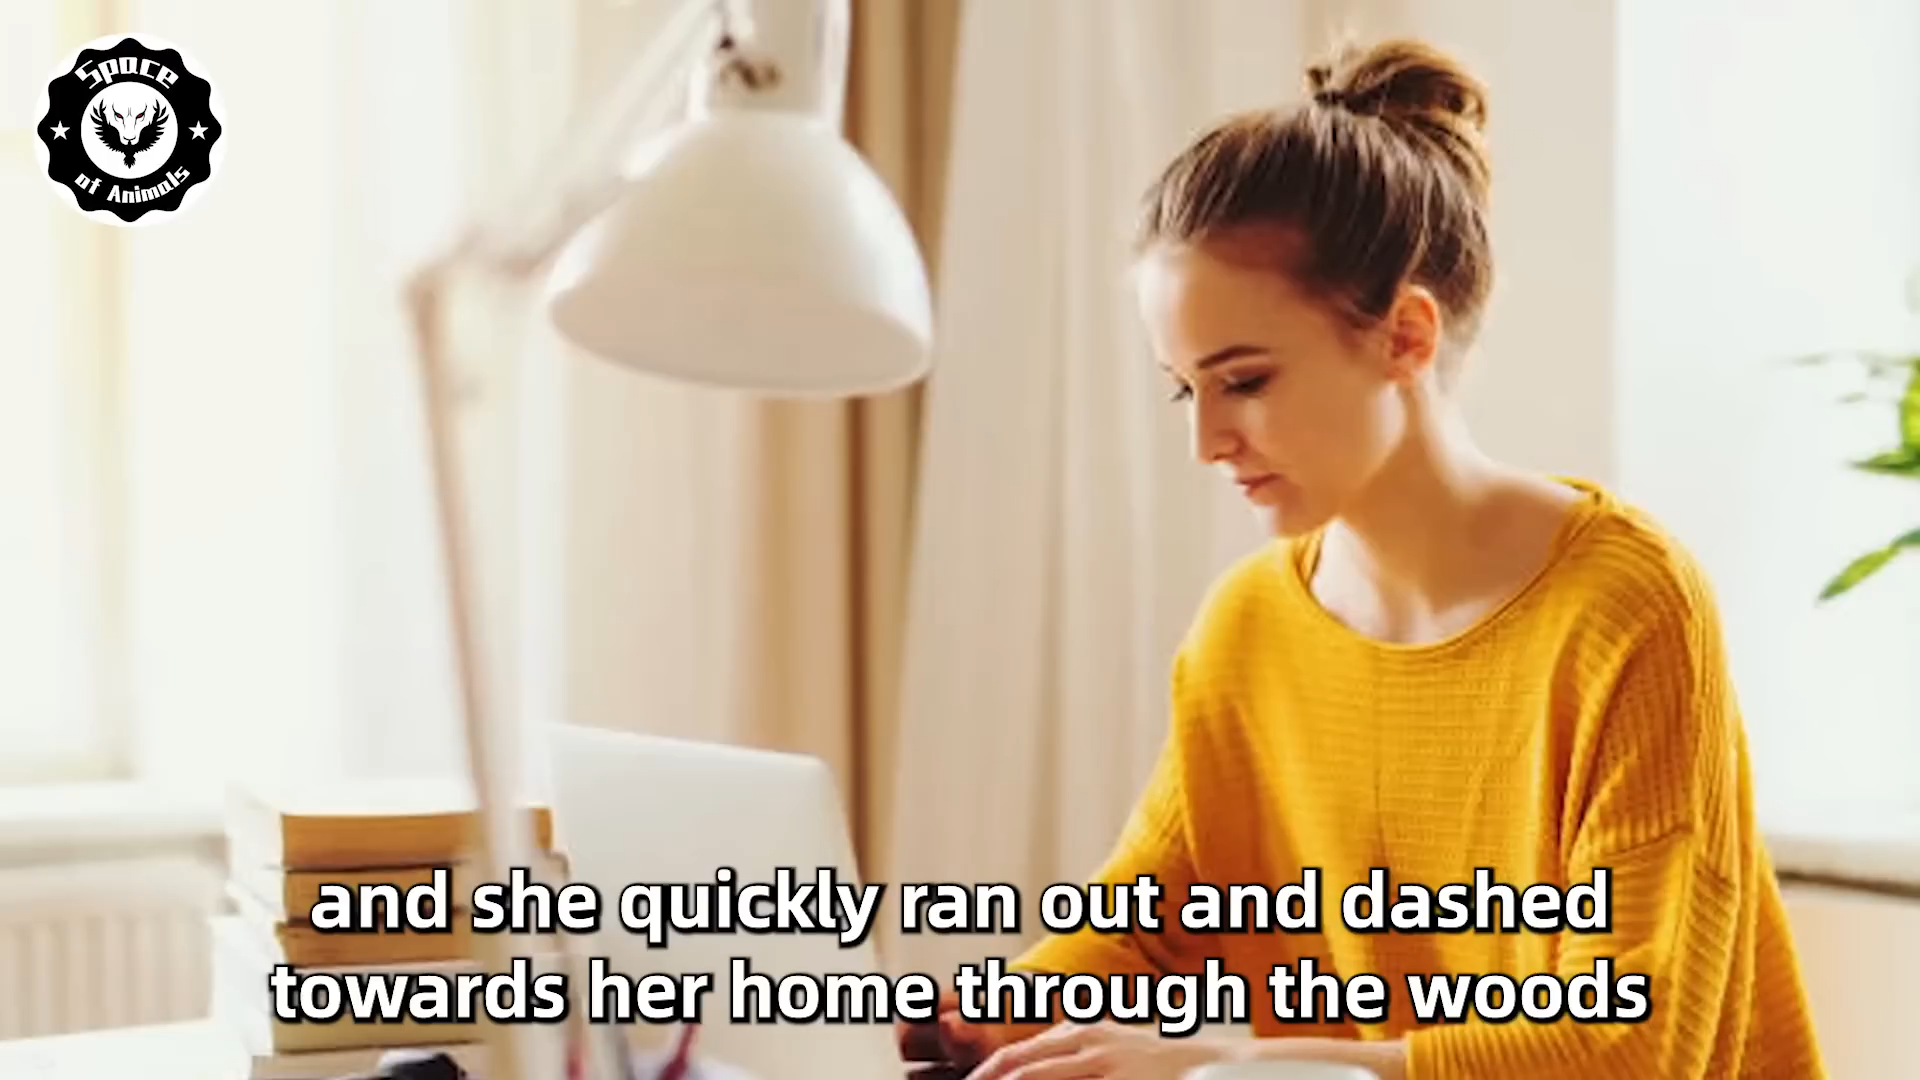 Space
of Animals
and she quickly ran out and dashed
towards her home through the woods